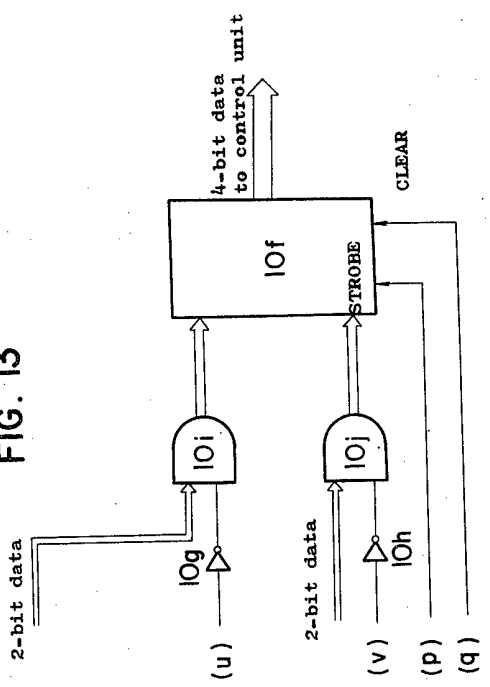 FIG. 13
2-bit data
10g
(u)
10i
2-bit data
10h
(v)
10j
(p)
(q)
10f
STROBE
CLEAR
4-bit data
to control unit